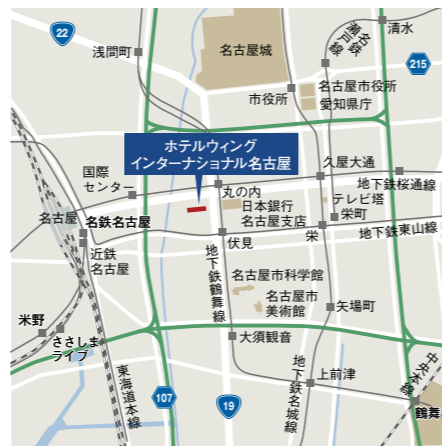 22
浅間町
名古屋城
名鉄
瀬戸線
清水
215
市役所
名古屋市役所
愛知県庁
ホテルウィング
インターナショナル名古屋
国際
センター
丸の内
久屋大通
地下鉄桜通線
名古屋
名鉄名古屋
日本銀行
名古屋支店
テレビ塔
栄町
近鉄
名古屋
伏見
栄
地下鉄東山線
地下鉄鶴舞線
名古屋市科学館
名古屋市
美術館
矢場町
米野
ささしま
ライブ
大須観音
東海道本線
107
19
地下鉄名城線
上前津
中央本線
鶴舞